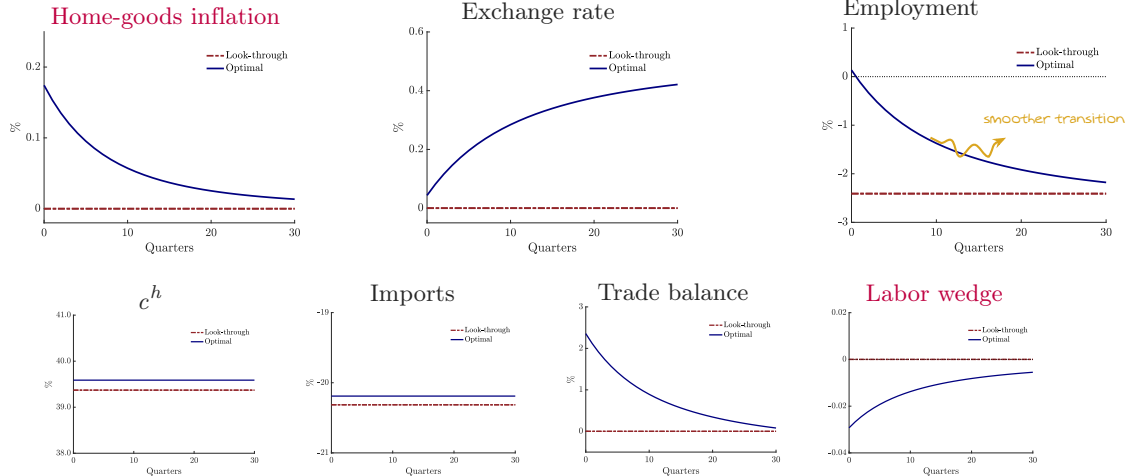 Home-goods inflation
0.2
0.1
0
%
Look-through
Optimal
0
10
20
30
Quarters
Exchange rate
0.6
0.4
0.2
0
%
Look-through
Optimal
0
10
20
30
Quarters
Employment
1
0
-1
-2
-3
%
Look-through
Optimal
smoother transition
0
10
20
30
Quarters
c^h
41.0
40.0
39.0
38.0
%
Look-through
Optimal
0
10
20
30
Quarters
Imports
-19
-20
-21
%
Look-through
Optimal
0
10
20
30
Quarters
Trade balance
3
2
1
0
%
Look-through
Optimal
0
10
20
30
Quarters
Labor wedge
0
-0.02
-0.04
Look-through
Optimal
0
10
20
30
Quarters